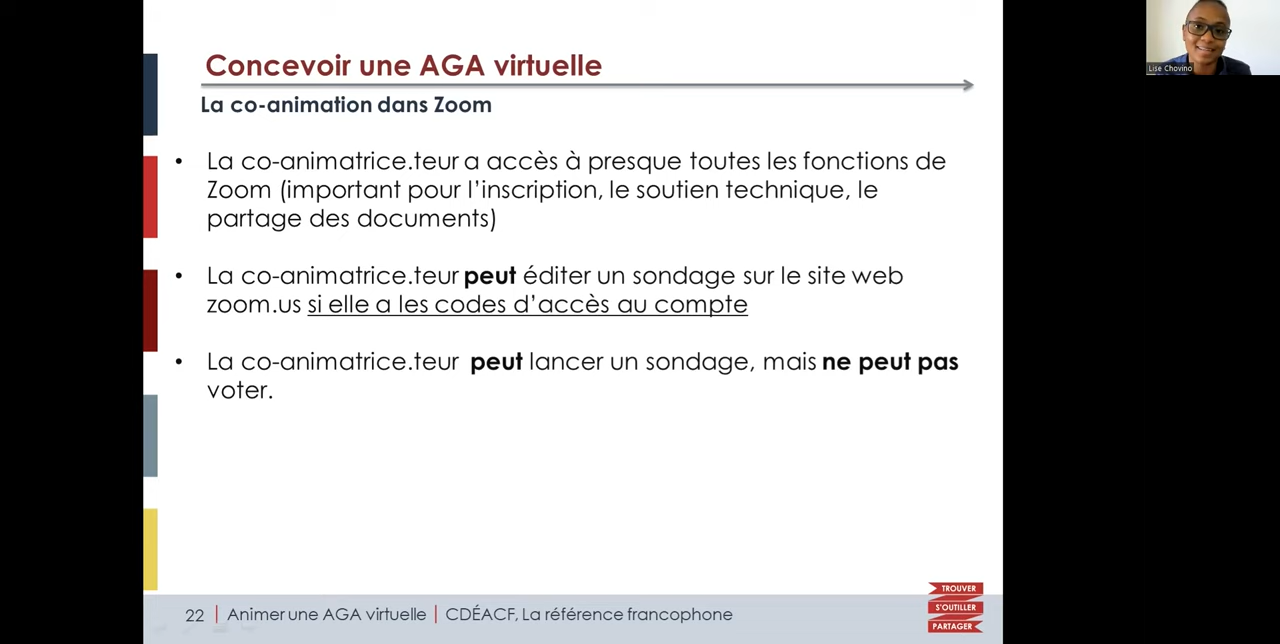 Concevoir une AGA virtuelle
La co-animation dans Zoom
• La co-animatrice.teur a accès à presque toutes les fonctions de
Zoom (important pour l'inscription, le soutien technique, le
partage des documents)
• La co-animatrice.teur peut éditer un sondage sur le site web
zoom.us si elle a les codes d'accès au compte
• La co-animatrice.teur peut lancer un sondage, mais ne peut pas
voter.
22 | Animer une AGA virtuelle | CDÉACF, La référence francophone
TROUVER
S'OUTILLER
PARTAGER
Lise Chovino